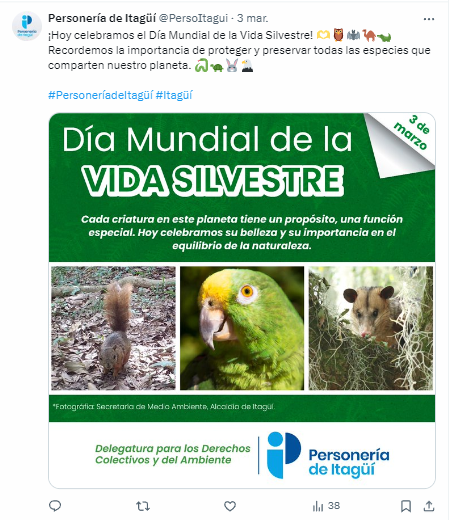 Personería de Itagüí @PersoItagui · 3 mar.
¡Hoy celebramos el Día Mundial de la Vida Silvestre! 🫶🦉🦇🐪🐊
Recordemos la importancia de proteger y preservar todas las especies que
comparten nuestro planeta. 🐍🐢🐰🦅
#PersoneríadeItagüí #Itagüí
3 de
marzo
Día Mundial de la
VIDA SILVESTRE
Cada criatura en este planeta tiene un propósito, una función
especial. Hoy celebramos su belleza y su importancia en el
equilibrio de la naturaleza.
*Fotografía: Secretaría de Medio Ambiente, Alcaldía de Itagüí.
Delegatura para los Derechos
Colectivos y del Ambiente
Personería
de Itagüí
38